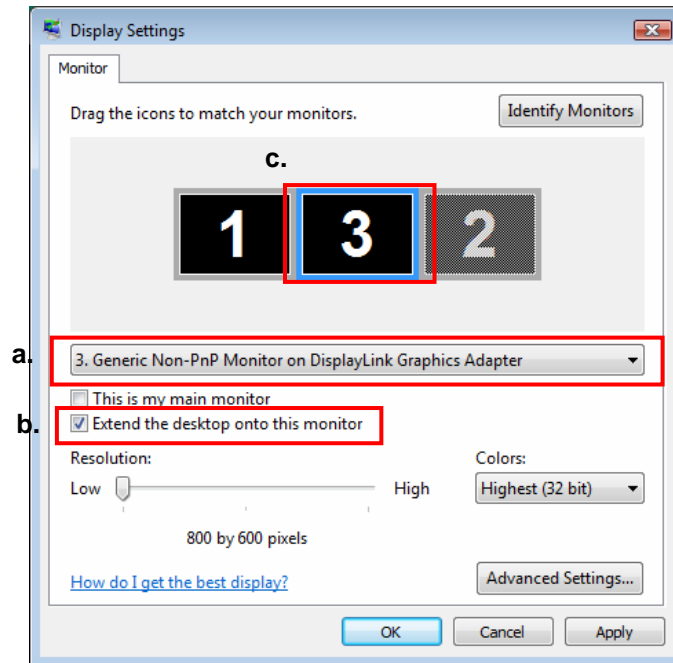 Display Settings
Monitor
Drag the icons to match your monitors.
Identify Monitors
c.
1 3 2
a.
3. Generic Non-PnP Monitor on DisplayLink Graphics Adapter
This is my main monitor
b.
Extend the desktop onto this monitor
Resolution:
Colors:
Low
High
Highest (32 bit)
800 by 600 pixels
How do I get the best display?
Advanced Settings...
OK
Cancel
Apply